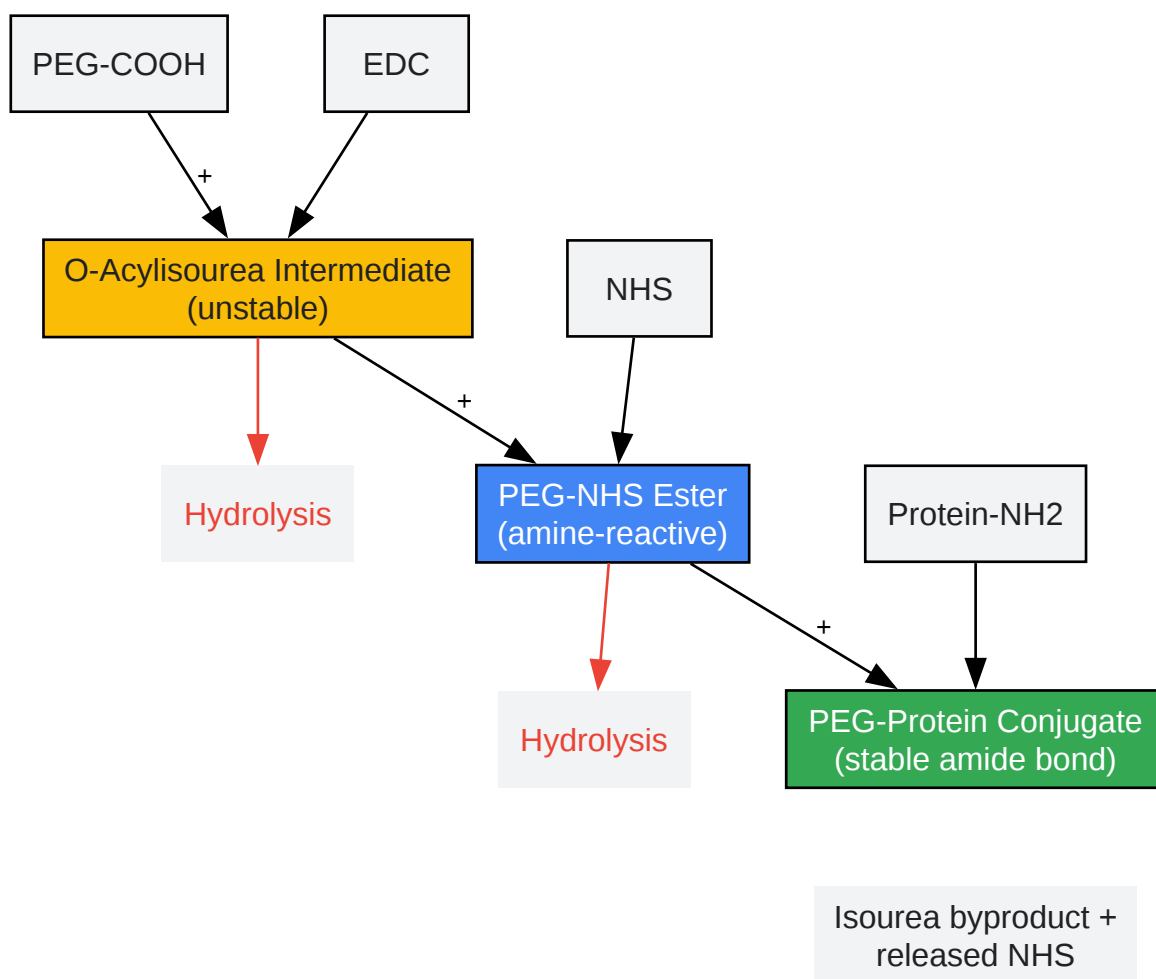 PEG-COOH
EDC
+
O-Acylisourea Intermediate
(unstable)
NHS
+
Hydrolysis
PEG-NHS Ester
(amine-reactive)
Protein-NH2
+
Hydrolysis
PEG-Protein Conjugate
(stable amide bond)
Isourea byproduct +
released NHS